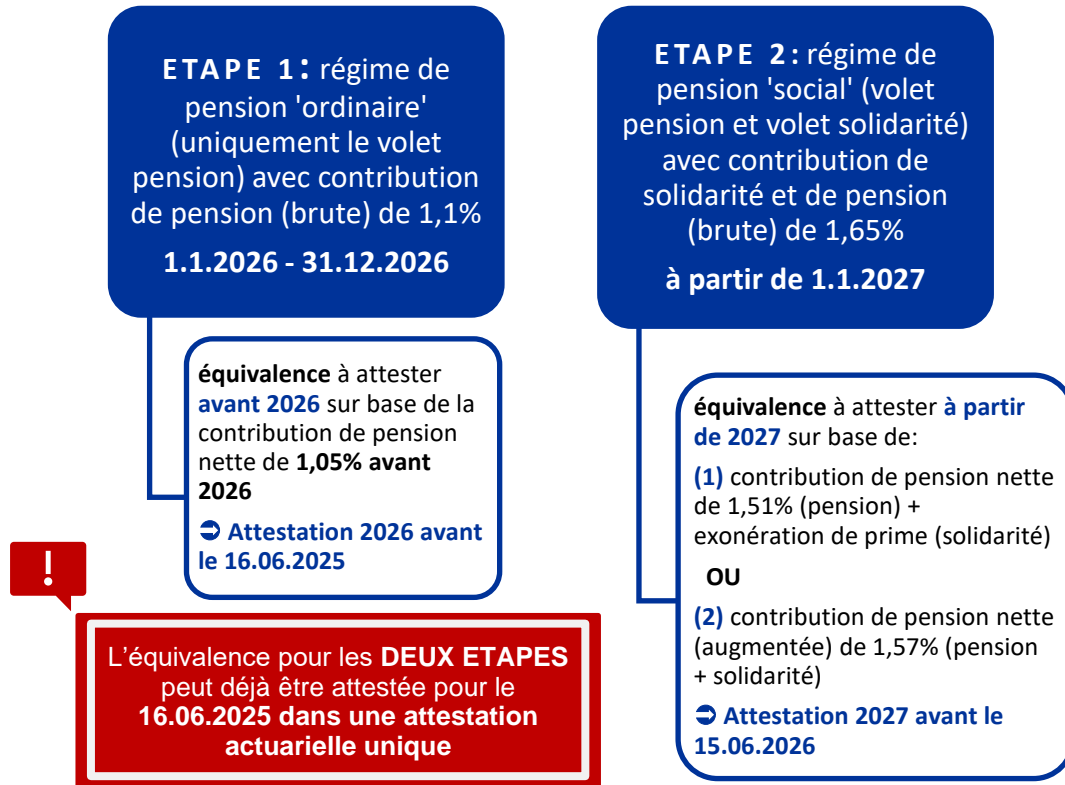 ETAPE 1: régime de
pension 'ordinaire'
(uniquement le volet
pension) avec contribution
de pension (brute) de 1,1%
1.1.2026 - 31.12.2026
équivalence à attester
avant 2026 sur base de la
contribution de pension
nette de 1,05% avant
2026
➲ Attestation 2026 avant
le 16.06.2025
!
L'équivalence pour les DEUX ETAPES
peut déjà être attestée pour le
16.06.2025 dans une attestation
actuarielle unique
ETAPE 2: régime de
pension 'social' (volet
pension et volet solidarité)
avec contribution de
solidarité et de pension
(brute) de 1,65%
à partir de 1.1.2027
équivalence à attester à partir
de 2027 sur base de:
(1) contribution de pension nette
de 1,51% (pension) +
exonération de prime (solidarité)
OU
(2) contribution de pension nette
(augmentée) de 1,57% (pension
+ solidarité)
➲ Attestation 2027 avant le
15.06.2026